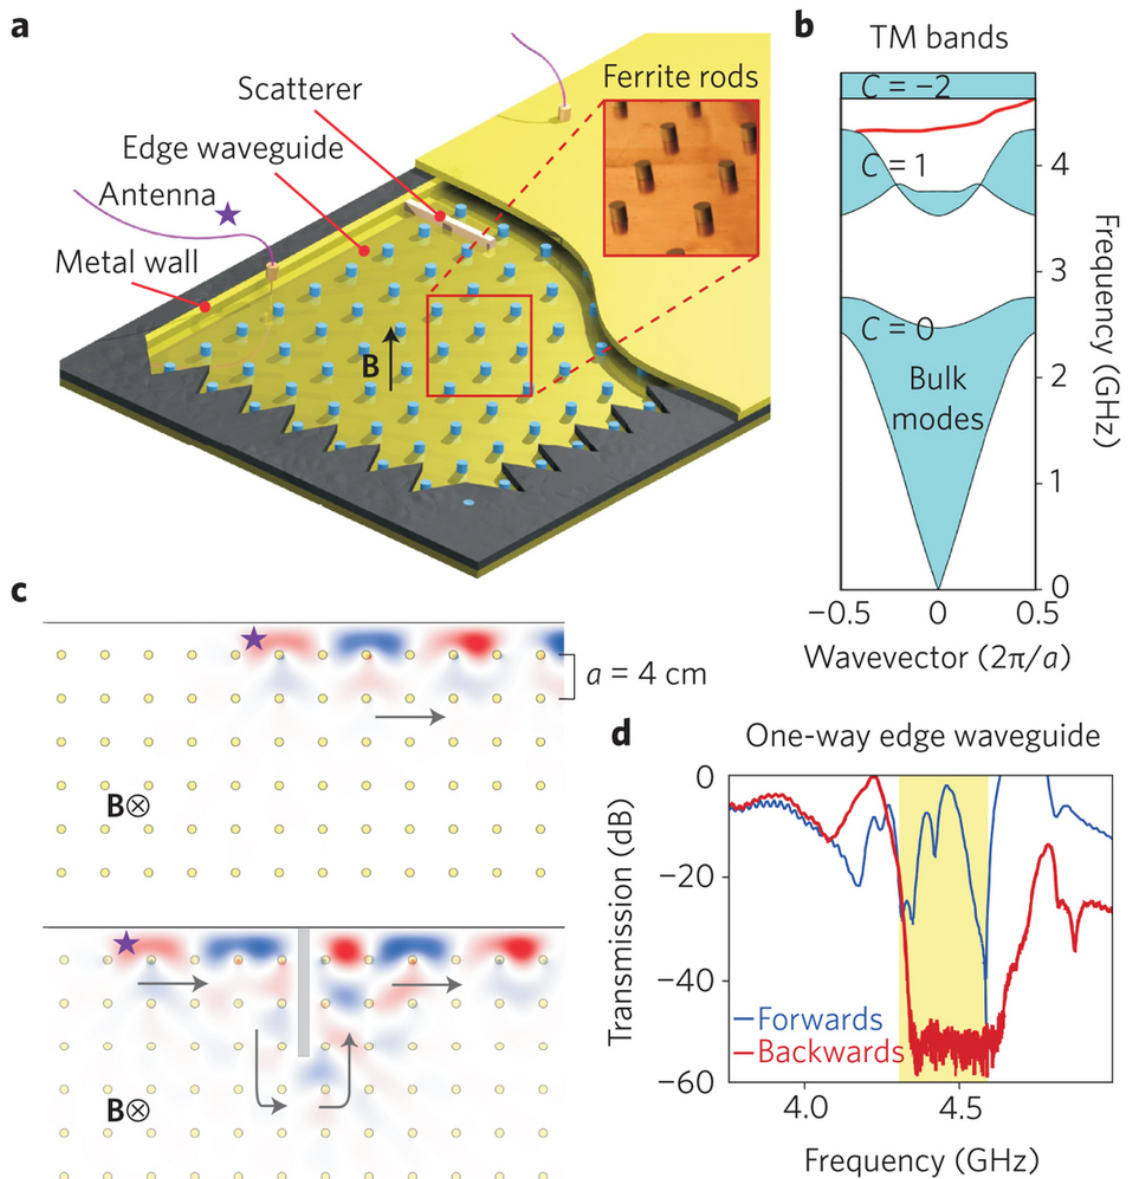 a
Scatterer
Edge waveguide
Antenna
Metal wall
Ferrite rods
B
b
TM bands
C = −2
C = 1
C = 0
Bulk
modes
4
3
2
1
0
Frequency (GHz)
−0.5
0
0.5
Wavevector (2π/a)
c
a = 4 cm
B⊗
B⊗
d
One-way edge waveguide
Transmission (dB)
0
−20
−40
−60
Forwards
Backwards
4.0
4.5
Frequency (GHz)